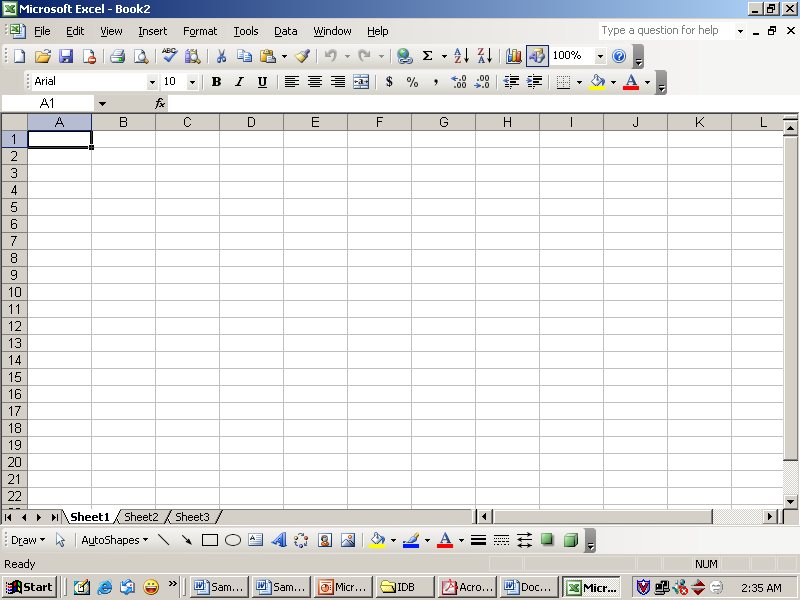 Microsoft Excel - Book2
File Edit View Insert Format Tools Data Window Help Type a question for help
ABC Σ A Z Z A 100% ?
Arial 10 B I U $ % , .00 A
A1 fx
A B C D E F G H I J K L
1
2
3
4
5
6
7
8
9
10
11
12
13
14
15
16
17
18
19
20
21
22
Sheet1 Sheet2 Sheet3
Draw AutoShapes A A
Ready NUM
Start » Sam... Sam... Micr... IDB Acro... Doc... Micr... 2:35 AM